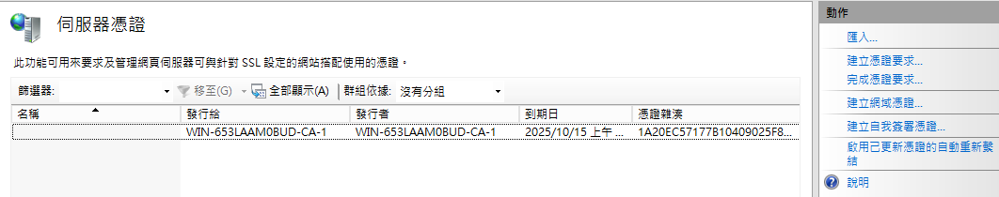 伺服器憑證
此功能可用來要求及管理網頁伺服器可與針對 SSL 設定的網站搭配使用的憑證。
篩選器: 移至(G) 全部顯示(A) 群組依據: 沒有分組
名稱 發行給 發行者 到期日 憑證雜湊
WIN-653LAAM0BUD-CA-1 WIN-653LAAM0BUD-CA-1 2025/10/15 上午 ... 1A20EC57177B10409025F8...
動作
匯入...
建立憑證要求...
完成憑證要求...
建立網域憑證...
建立自我簽署憑證...
啟用已更新憑證的自動重新繫
結
說明